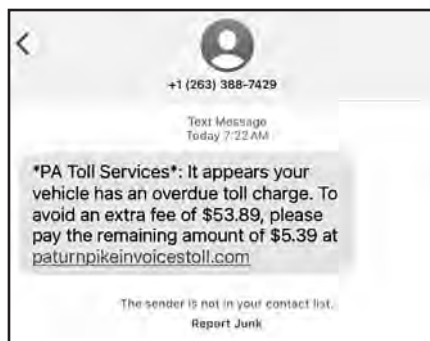 +1 (263) 388-7429
Text Message
Today 7:22 AM
*PA Toll Services*: It appears your
vehicle has an overdue toll charge. To
avoid an extra fee of $53.89, please
pay the remaining amount of $5.39 at
paturnpikeinvoicestoll.com
The sender is not in your contact list.
Report Junk